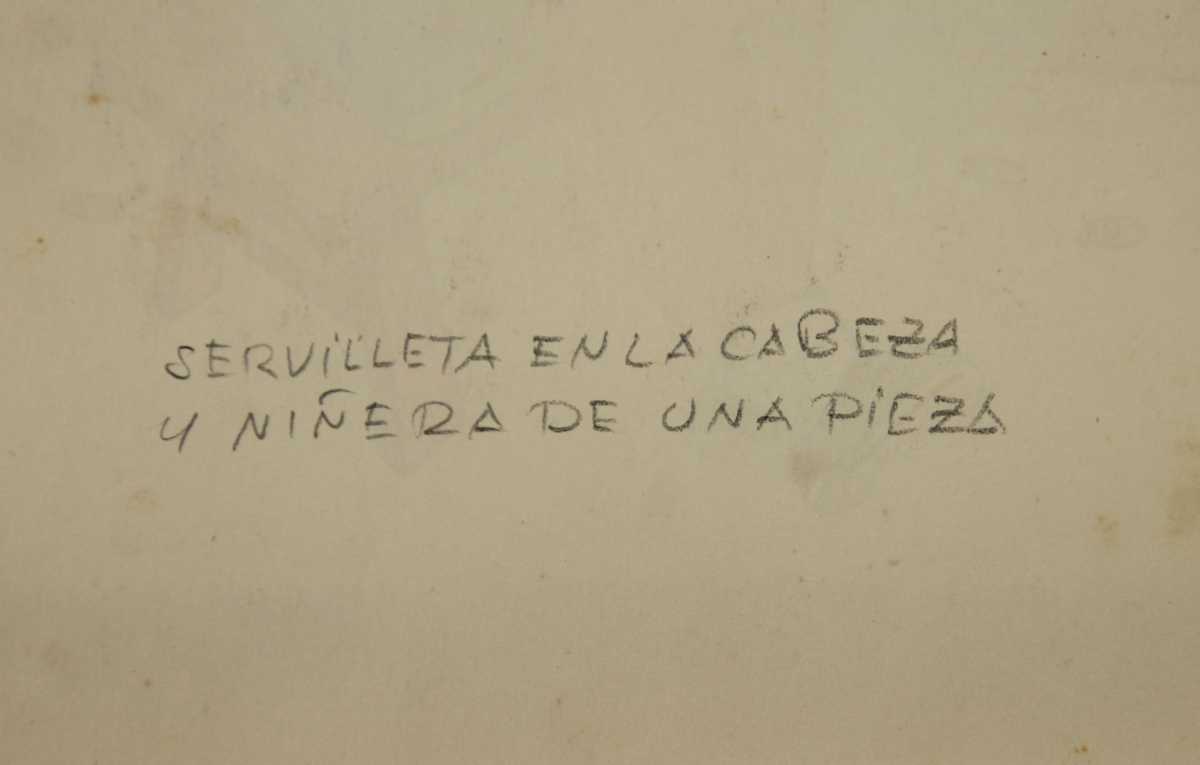 SERVILLETA EN LA CABEZA
Y NIÑERA DE UNA PIEZA